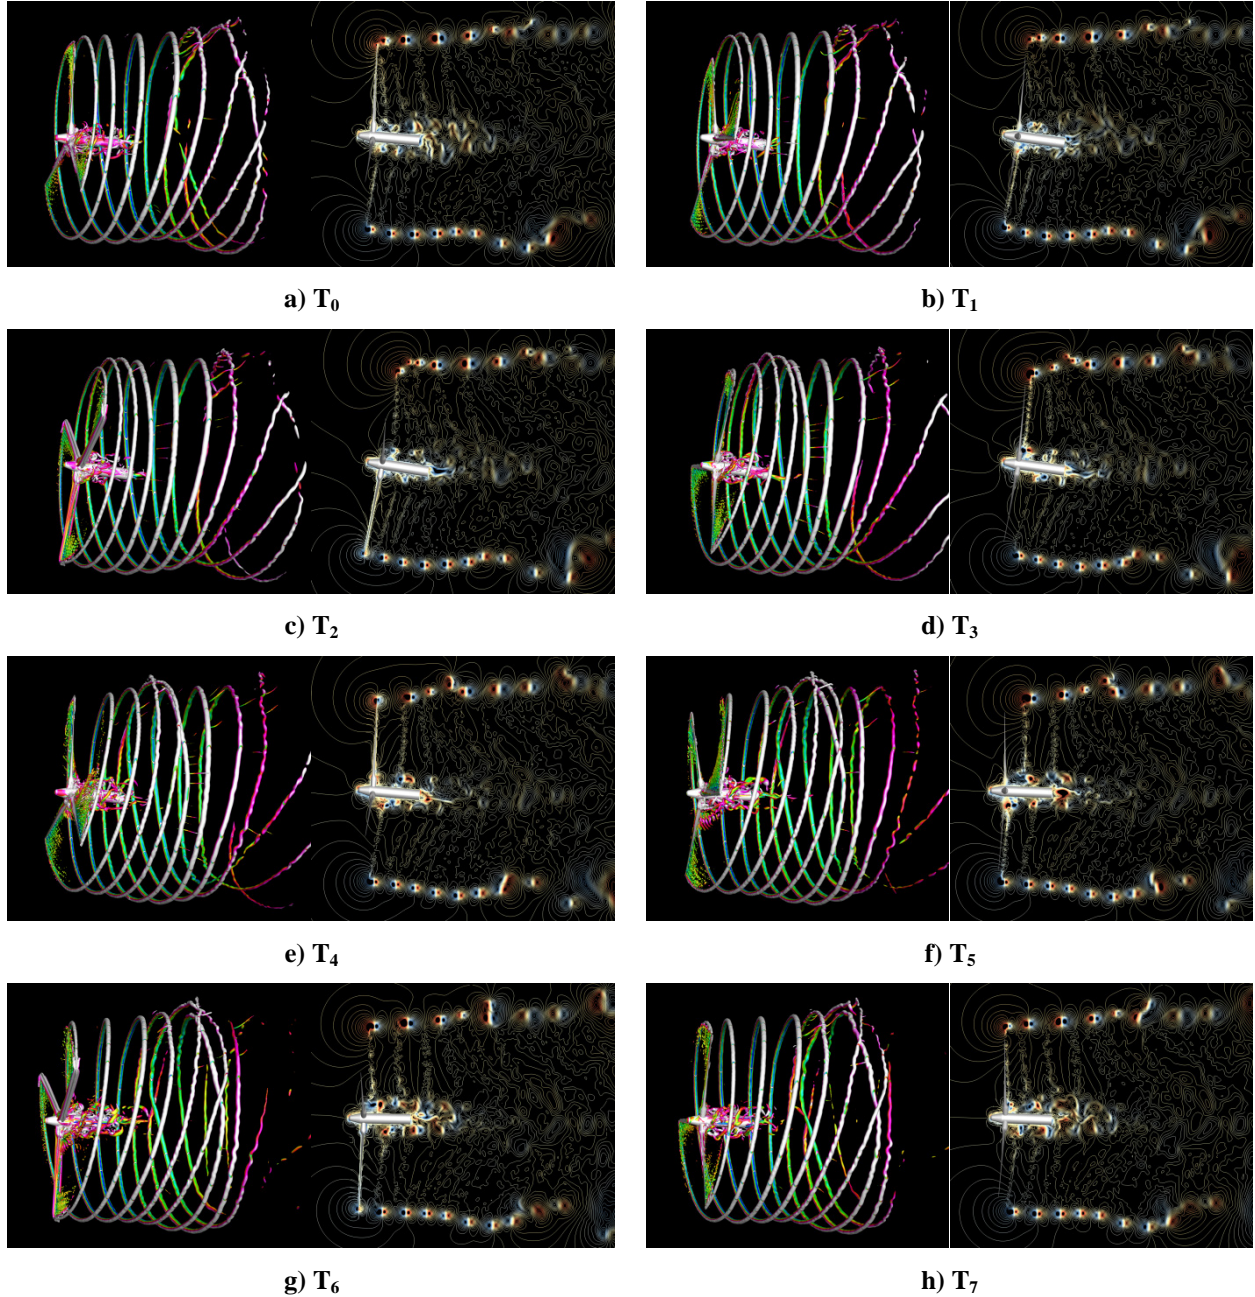 a) T₀
b) T₁
c) T₂
d) T₃
e) T₄
f) T₅
g) T₆
h) T₇